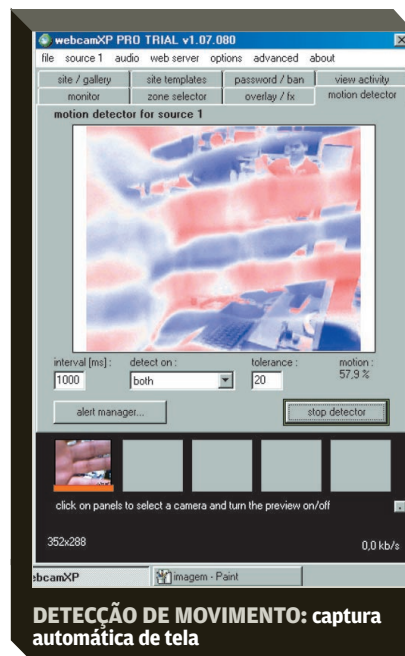 webcamXP PRO TRIAL v1.07.080
file source 1 audio web server options advanced about
site / gallery site templates password / ban view activity
monitor zone selector overlay / fx motion detector
motion detector for source 1
interval [ms] : detect on : tolerance : motion :
1000 both 20 57,9 %
alert manager... stop detector
click on panels to select a camera and turn the preview on/off
352x288 0,0 kb/s
ebcamXP imagem - Paint
DETECÇÃO DE MOVIMENTO: captura
automática de tela